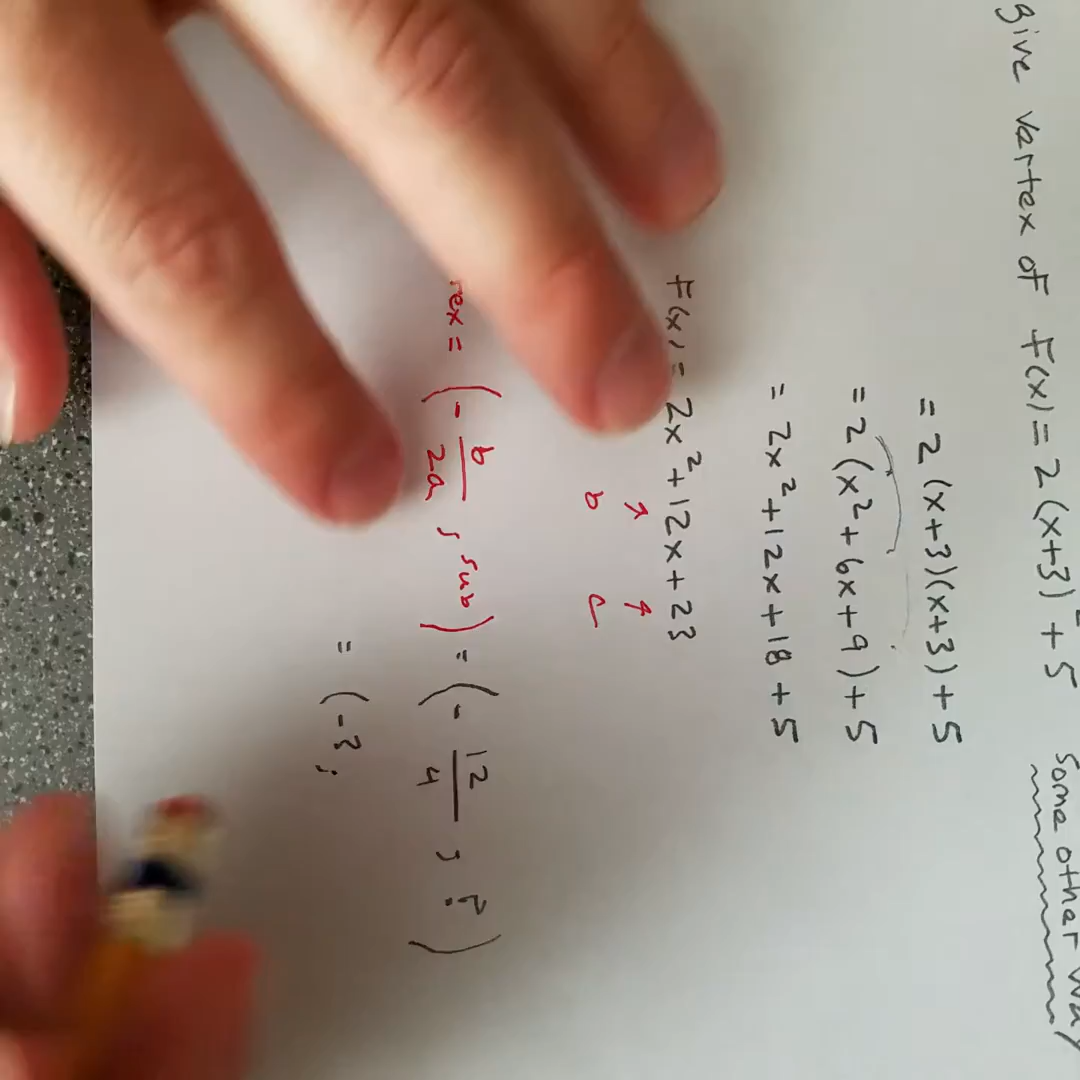 give vertex of f(x) = 2(x+3)² + 5 some other way
= 2(x+3)(x+3)+5
= 2(x²+6x+9)+5
= 2x²+12x+18+5
f(x) = 2x²+12x+23
b c
rex = (- b/2a , sub) = (- 12/4 , ?)
= (-3,